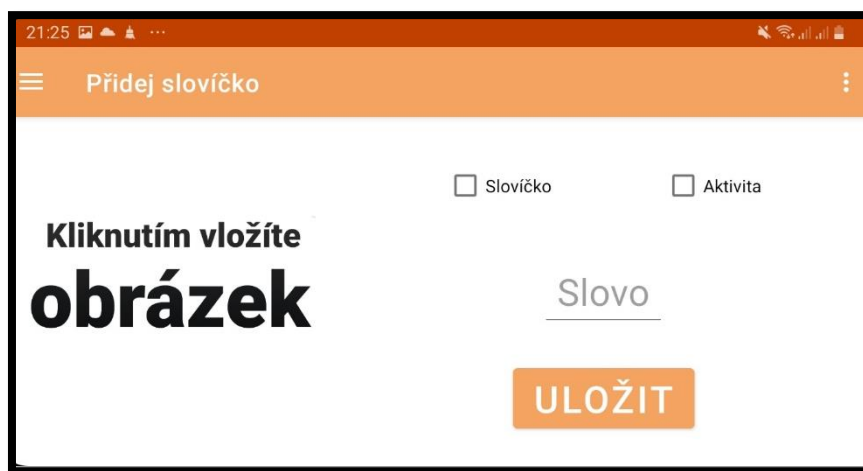 21:25
Přidej slovíčko
Slovíčko Aktivita
Kliknutím vložíte
obrázek
Slovo
ULOŽIT